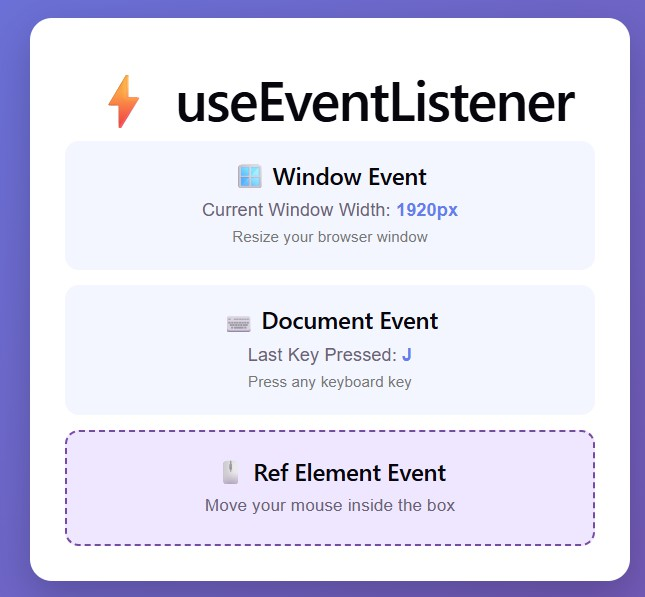 ⚡ useEventListener
🪟 Window Event
Current Window Width: 1920px
Resize your browser window
⌨️ Document Event
Last Key Pressed: J
Press any keyboard key
🖱️ Ref Element Event
Move your mouse inside the box